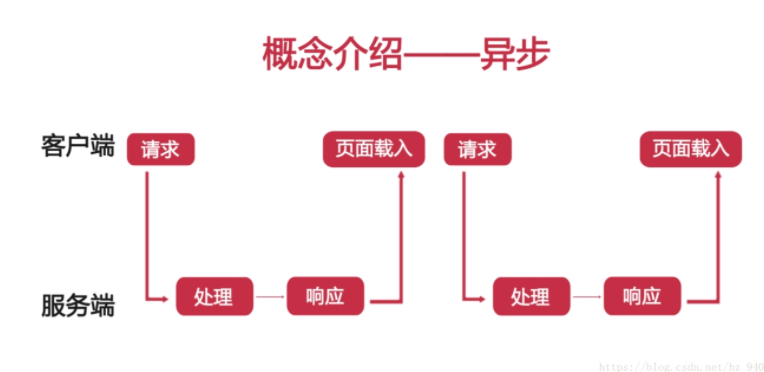 概念介绍——异步
客户端 请求 页面载入 请求 页面载入
服务端 处理 响应 处理 响应
https://blog.csdn.net/hz_940